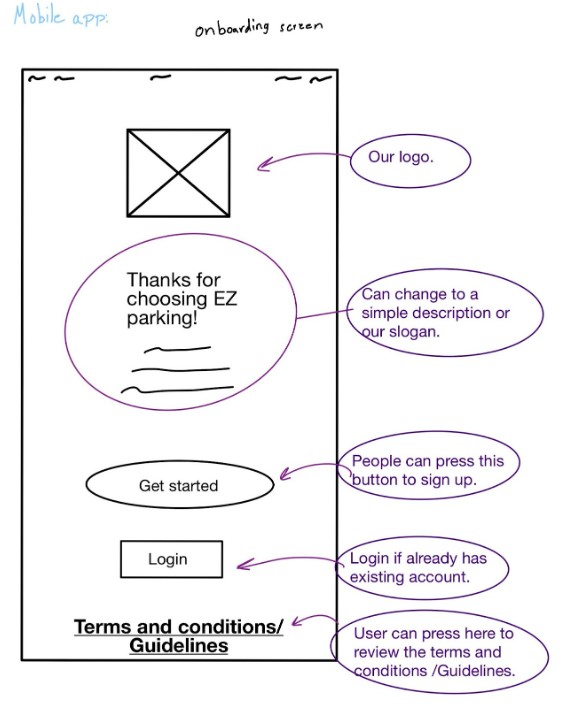 Mobile app:
onboarding screen
Our logo.
Thanks for
choosing EZ
parking!
Can change to a
simple description or
our slogan.
Get started
People can press this
button to sign up.
Login
Login if already has
existing account.
Terms and conditions/
Guidelines
User can press here to
review the terms and
conditions /Guidelines.